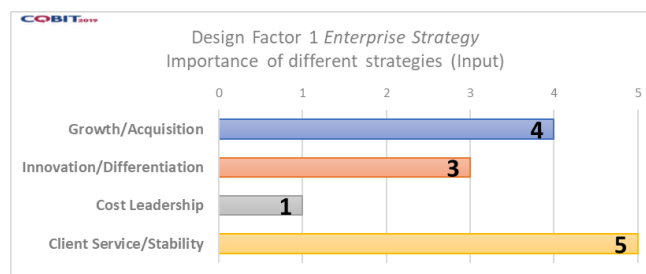 COBIT 2019
Design Factor 1 Enterprise Strategy
Importance of different strategies (Input)
0 1 2 3 4 5
Growth/Acquisition 4
Innovation/Differentiation 3
Cost Leadership 1
Client Service/Stability 5